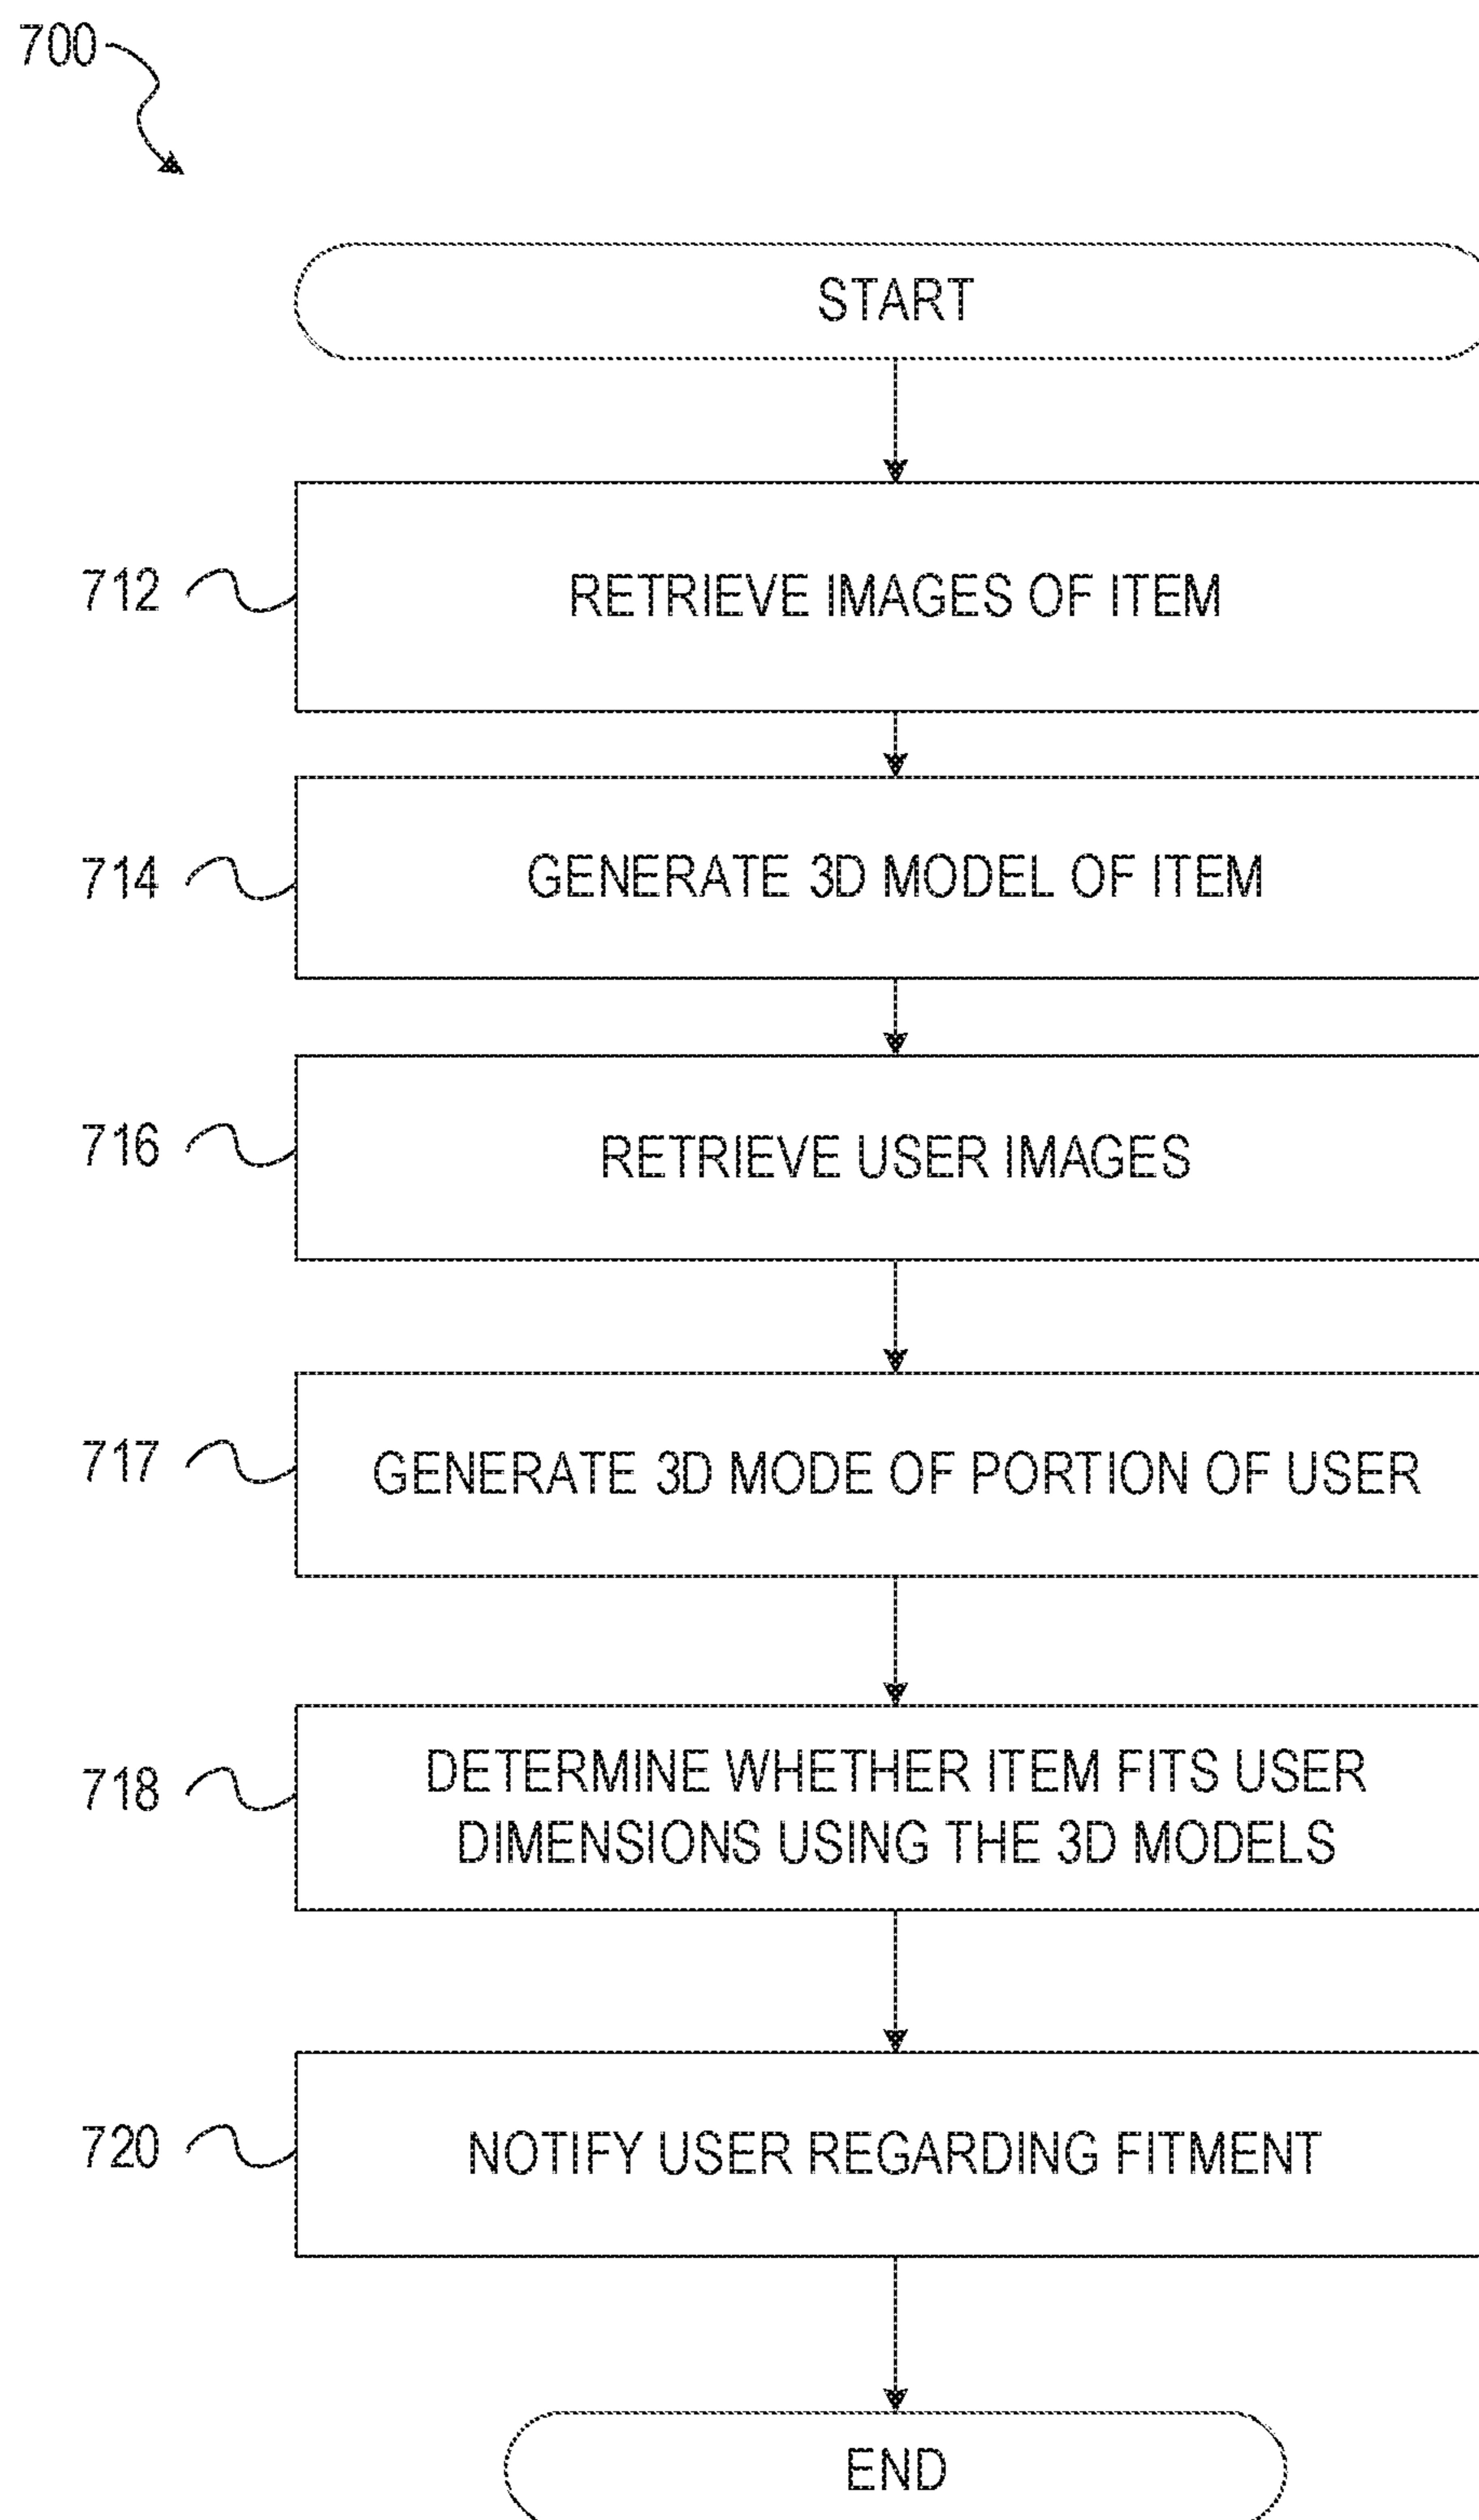 700
START
712
RETRIEVE IMAGES OF ITEM
714
GENERATE 3D MODEL OF ITEM
716
RETRIEVE USER IMAGES
717
GENERATE 3D MODE OF PORTION OF USER
718
DETERMINE WHETHER ITEM FITS USER
DIMENSIONS USING THE 3D MODELS
720
NOTIFY USER REGARDING FITMENT
END